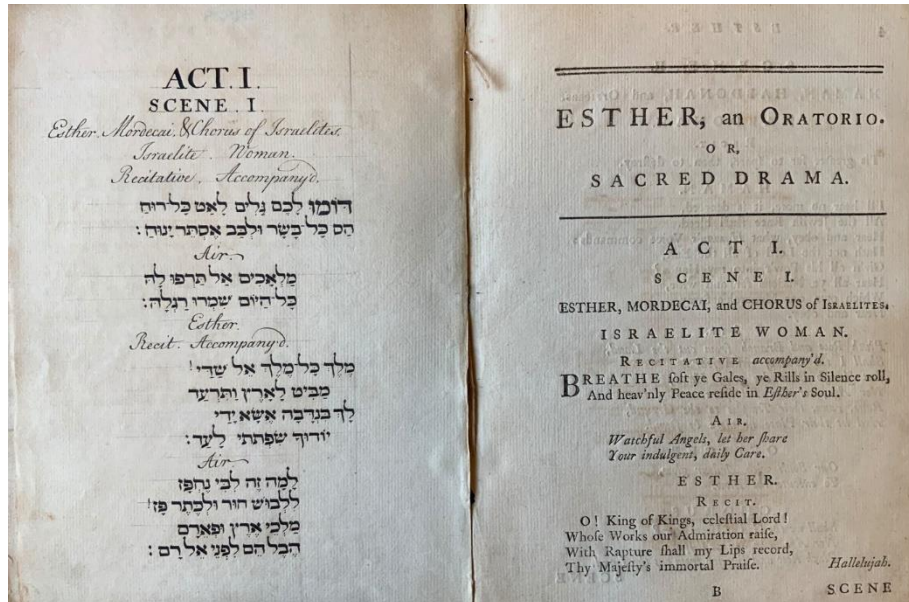 ACT. I.
SCENE. I.
Esther. Mordecai. & Chorus of Israelites.
Israelite. Woman.
Recitative. Accompany'd.
דּוֹמוּ לָכֶם גַּלִּים לָאַט כָּל־רוּחַ
הַס כָּל־בָּשָׂר וּלְבַב אֶסְתֵּר יָנוּחַ:
Air.
מַלְאָכִים אַל תַּרְפּוּ לָהּ
כָּל־הַיּוֹם שִׁמְרוּ רַגְלָהּ:
Esther.
Recit. Accompany'd.
מֶלֶךְ כָּל־מֶלֶךְ אֵל שַׁדַּי!
מַבִּיט לָאָרֶץ וַתִּרְעַד
לָךְ בִּנְדָבָה אֶשָּׂא יָדַי
יוֹדוּךָ שִׂפְתֹתַי לָעַד:
Air
לָמָּה זֶה לִבִּי נֶחְפָּז
לִלְבוּשׁ חוּר וּלְכֶתֶר פָּז!
מַלְכֵי אֶרֶץ וּפְאֵרָם
הֶבֶל הֵם לִפְנֵי אֵל רָם:
ESTHER, an ORATORIO.
OR,
SACRED DRAMA.
ACT I.
SCENE I.
ESTHER, MORDECAI, and CHORUS of ISRAELITES.
ISRAELITE WOMAN.
RECITATIVE accompany'd.
BREATHE ſoft ye Gales, ye Rills in Silence roll,
And heav'nly Peace reſide in Eſther's Soul.
AIR.
Watchful Angels, let her ſhare
Your indulgent, daily Care.
ESTHER.
RECIT.
O! King of Kings, celeſtial Lord!
Whoſe Works our Admiration raiſe,
With Rapture ſhall my Lips record,
Thy Majeſty's immortal Praiſe.
Hallelujah.
B
SCENE